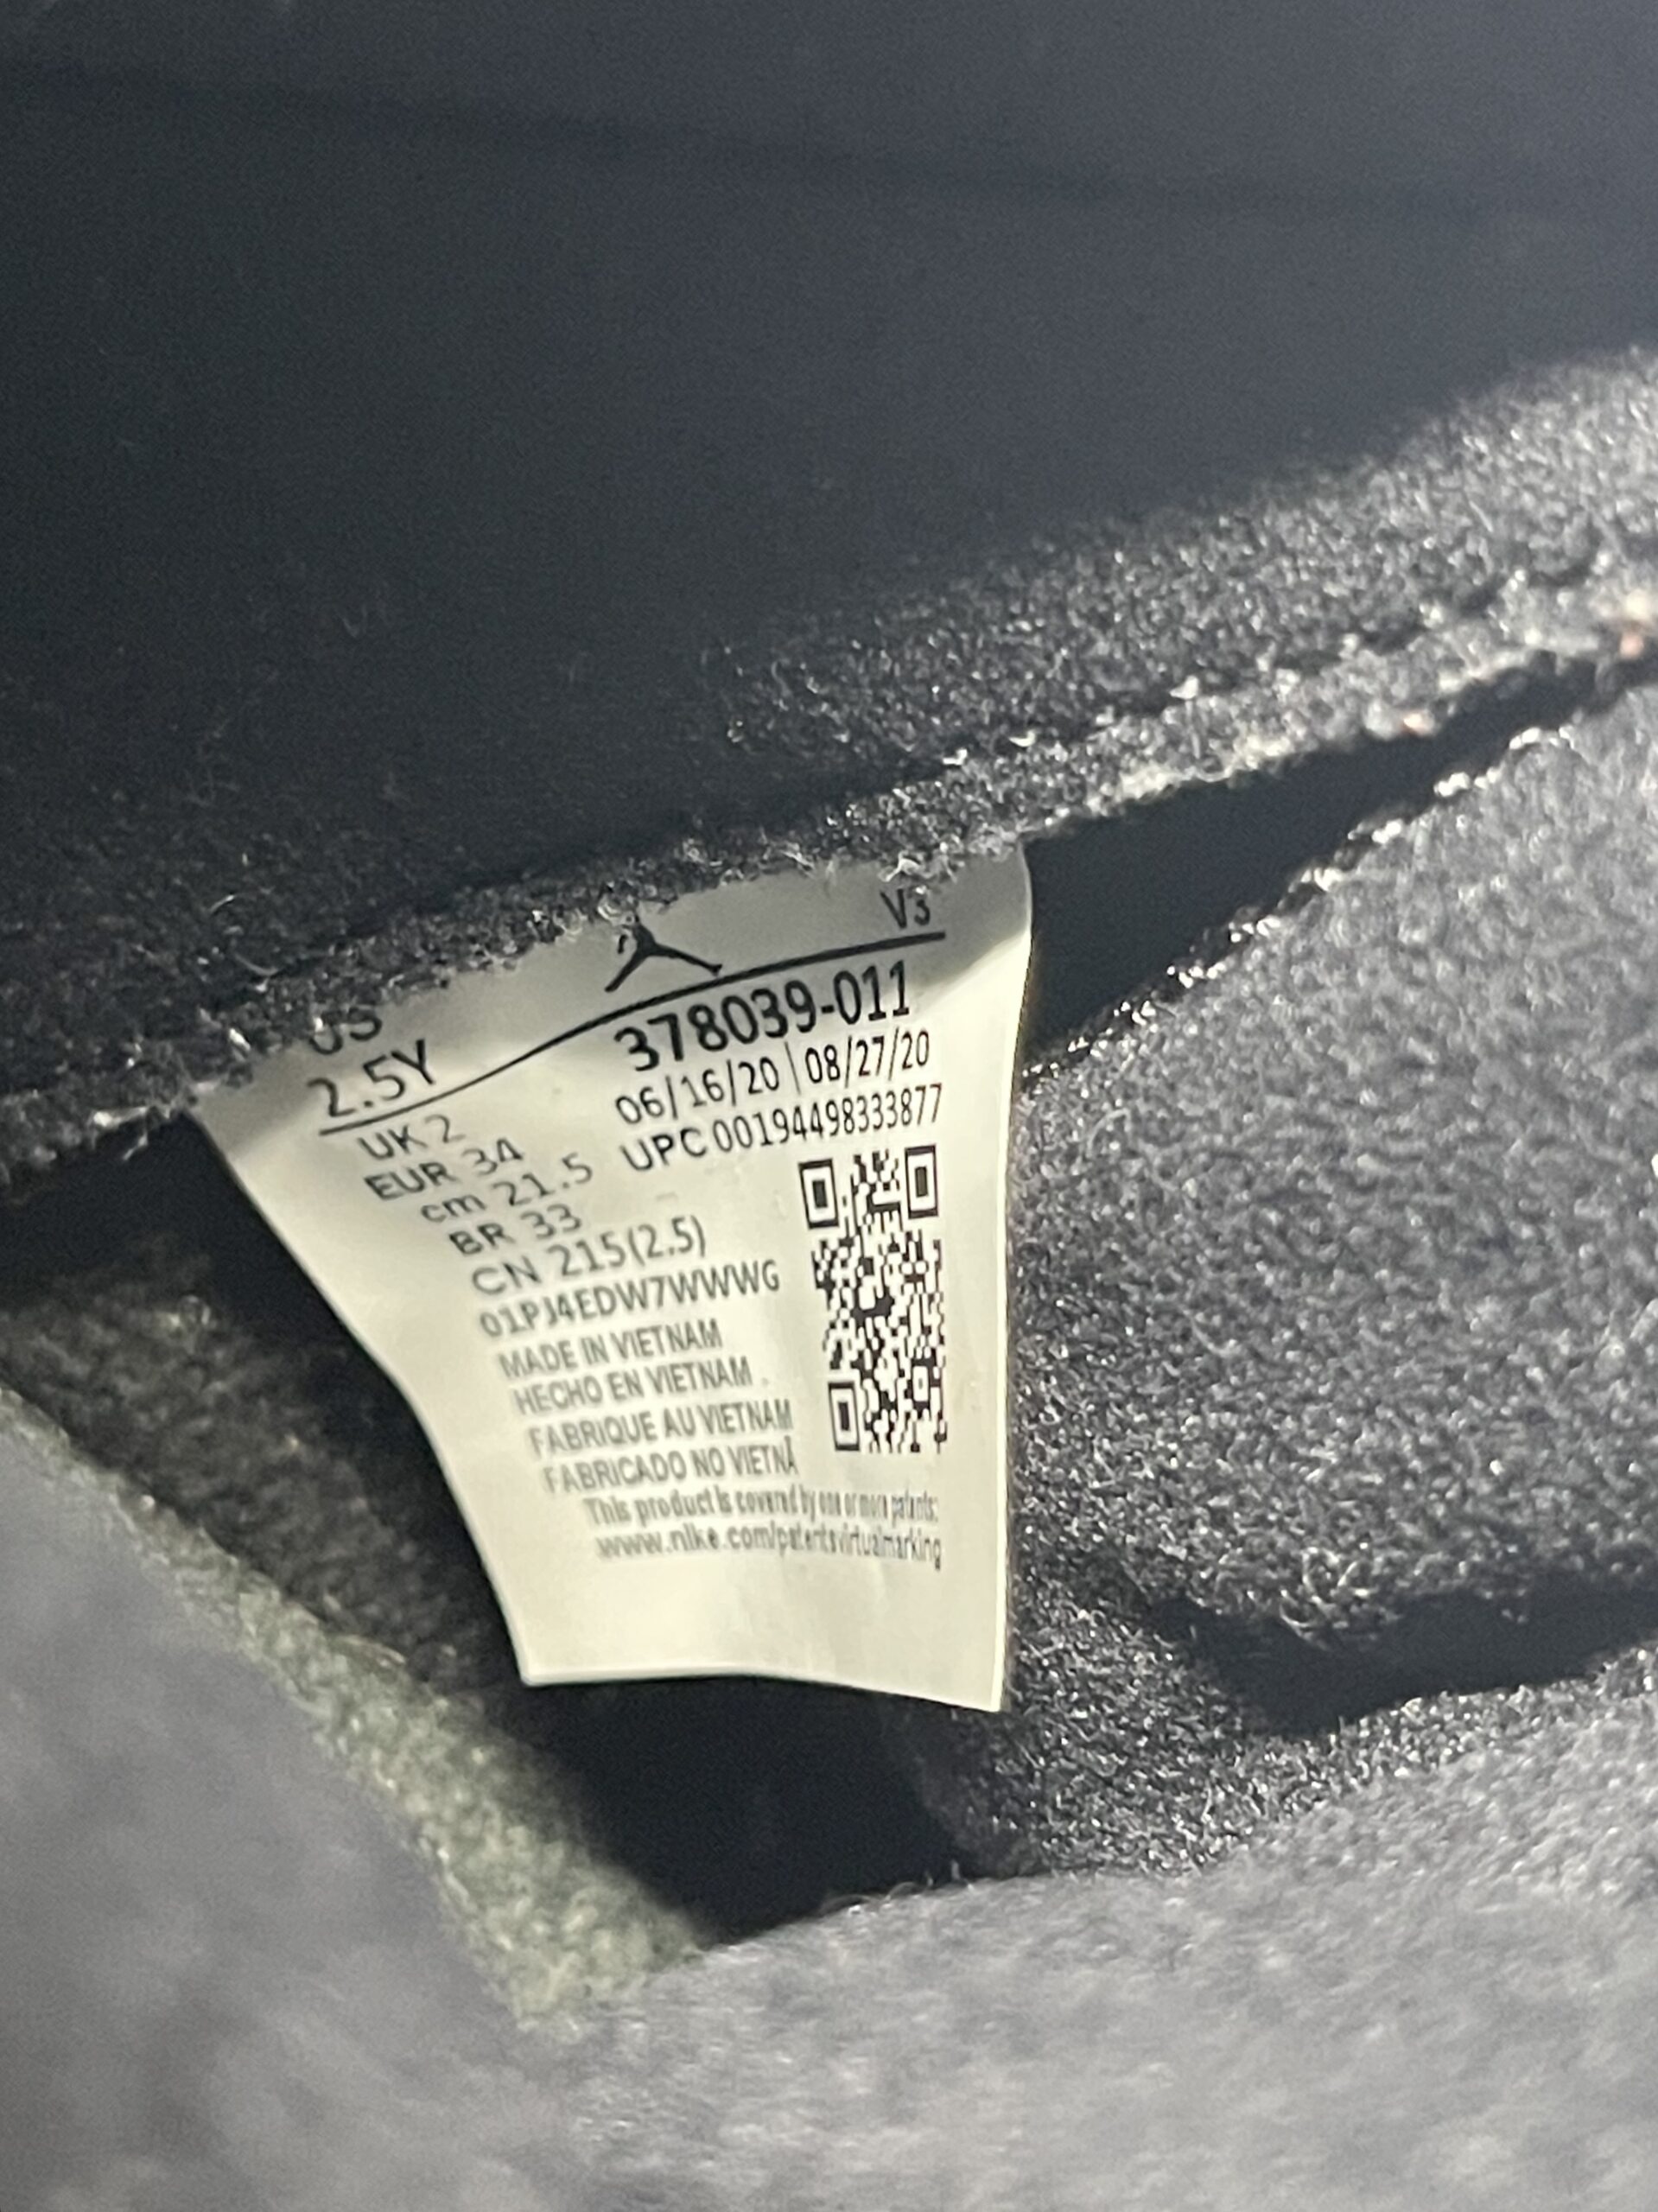 V3
US
2.5Y
378039-011
06/16/20 | 08/27/20
UPC 00194498333877
UK 2
EUR 34
cm 21.5
BR 33
CN 215(2.5)
01PJ4EDW7WWWG
MADE IN VIETNAM
HECHO EN VIETNAM
FABRIQUE AU VIETNAM
FABRICADO NO VIETNÃ
This product is covered by one or more patents:
www.nike.com/patentsvirtualmarking